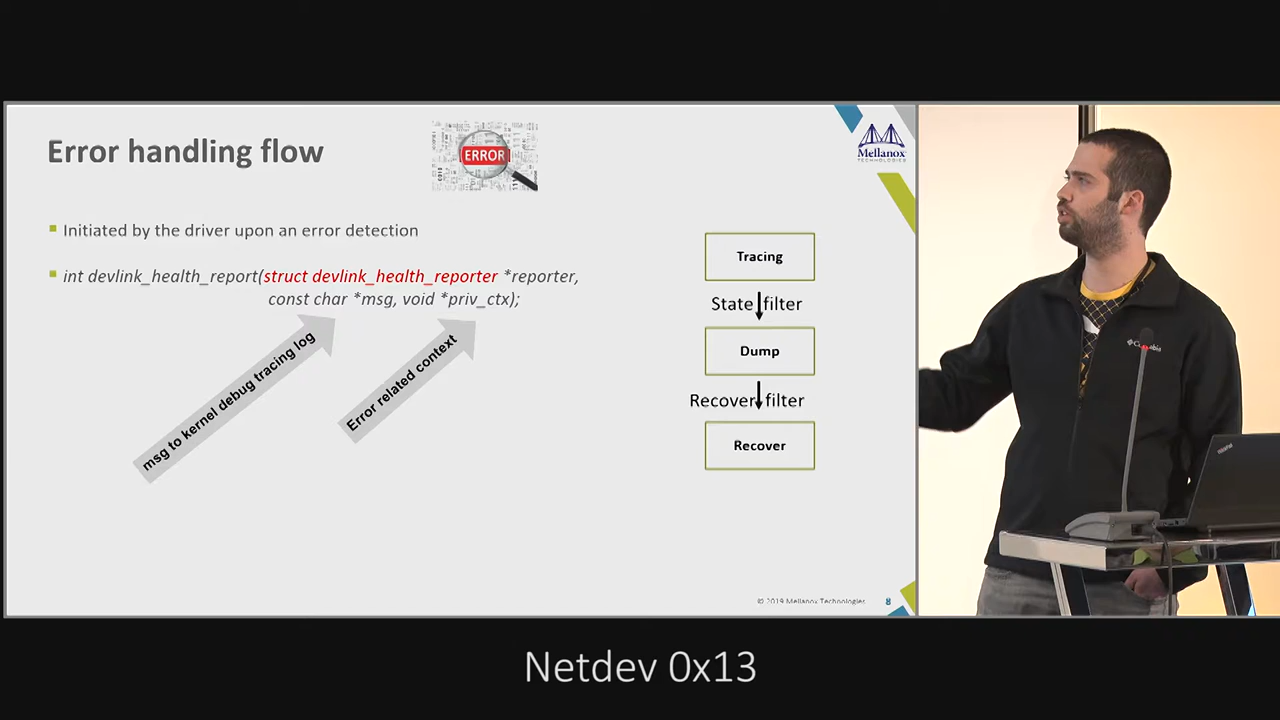 Error handling flow
ERROR
Mellanox
TECHNOLOGIES
Initiated by the driver upon an error detection
int devlink_health_report(struct devlink_health_reporter *reporter,
const char *msg, void *priv_ctx);
msg to kernel debug tracing log
Error related context
Tracing
State filter
Dump
Recover filter
Recover
Columbia
ThinkPad
© 2019 Mellanox Technologies
8
Netdev 0x13